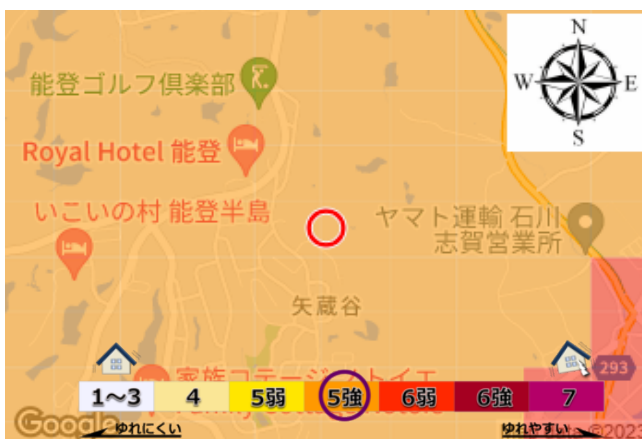 N
W E
S
能登ゴルフ倶楽部
Royal Hotel 能登
いこいの村 能登半島
ヤマト運輸 石川
志賀営業所
矢蔵谷
293
1〜3 4 5弱 5強 6弱 6強 7
Google
ゆれにくい ゆれやすい